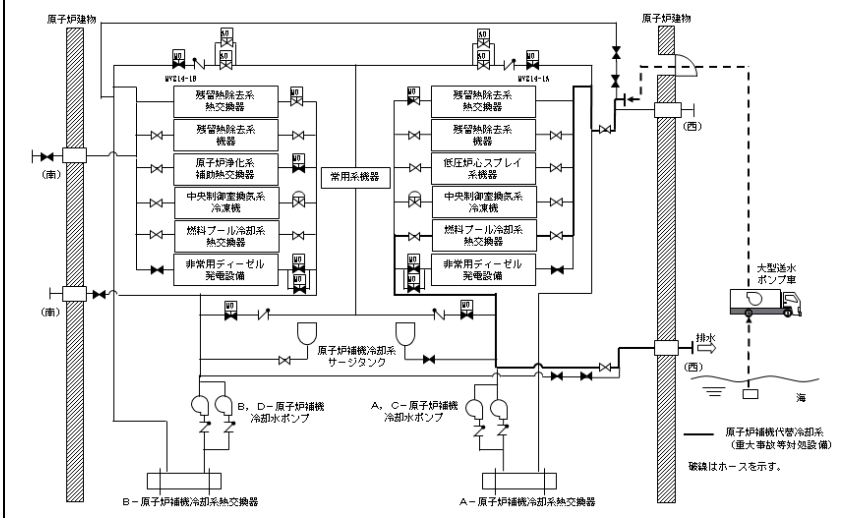 原子炉建物
原子炉建物
MO
AO
AO
AO
AO
MO
MV214-1B
MV214-1A
残留熱除去系
熱交換器
MO
MO
残留熱除去系
熱交換器
残留熱除去系
機器
残留熱除去系
機器
原子炉浄化系
補助熱交換器
MO
常用系機器
低圧炉心スプレイ
系機器
中央制御室換気系
冷凍機
中央制御室換気系
冷凍機
燃料プール冷却系
熱交換器
燃料プール冷却系
熱交換器
非常用ディーゼル
発電設備
MO
MO
MO
MO
非常用ディーゼル
発電設備
(南)
(南)
(西)
(西)
MO
MO
原子炉補機冷却系
サージタンク
大型送水
ポンプ車
排水
海
B,D-原子炉補機
冷却水ポンプ
A,C-原子炉補機
冷却水ポンプ
原子炉補機代替冷却系
(重大事故等対処設備)
破線はホースを示す。
B-原子炉補機冷却系熱交換器
A-原子炉補機冷却系熱交換器